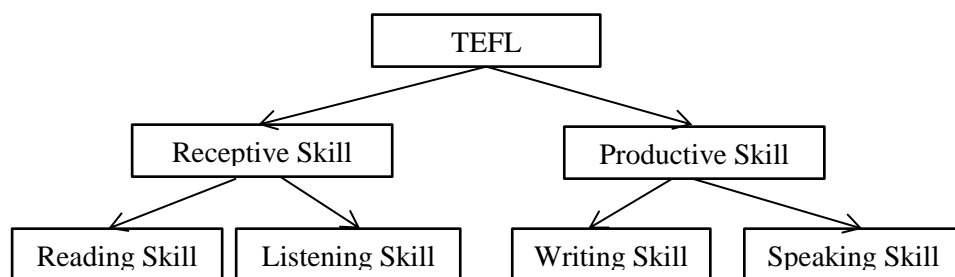 TEFL
Receptive Skill
Productive Skill
Reading Skill
Listening Skill
Writing Skill
Speaking Skill